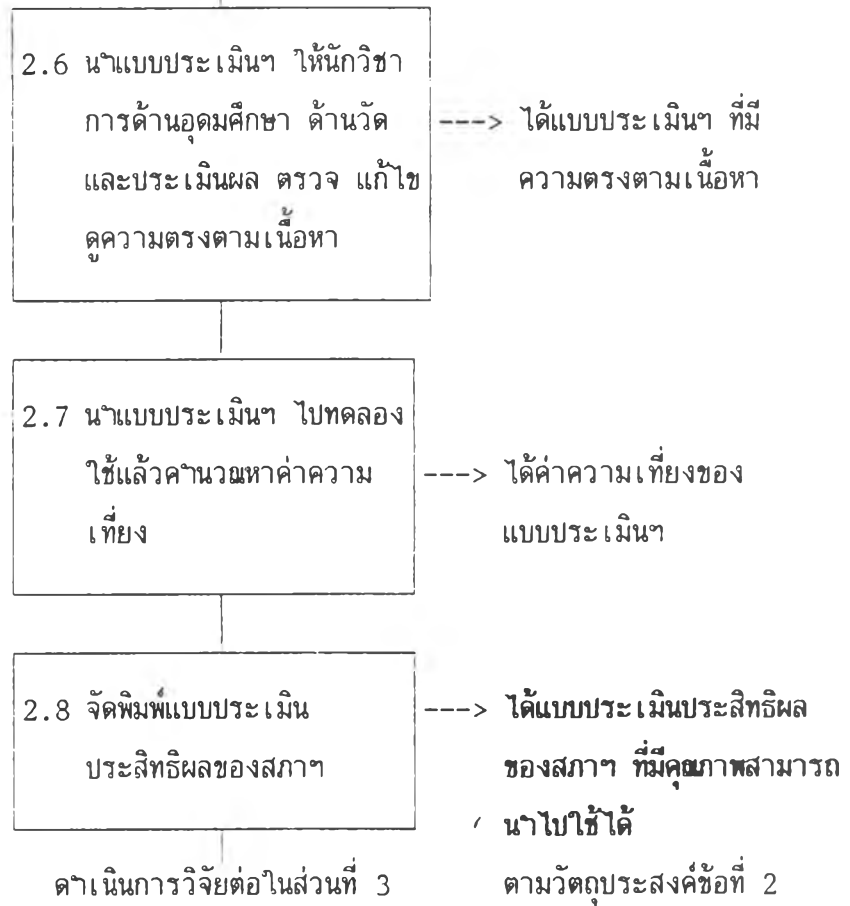 2.6 นำแบบประเมินฯ ให้นักวิชา
การด้านอุดมศึกษา ด้านวัด
และประเมินผล ตรวจ แก้ไข
ดูความตรงตามเนื้อหา
---> ได้แบบประเมินฯ ที่มี
ความตรงตามเนื้อหา
2.7 นำแบบประเมินฯ ไปทดลอง
ใช้แล้วคำนวณหาค่าความ
เที่ยง
---> ได้ค่าความเที่ยงของ
แบบประเมินฯ
2.8 จัดพิมพ์แบบประเมิน
ประสิทธิผลของสภาฯ
---> ได้แบบประเมินประสิทธิผล
ของสภาฯ ที่มีคุณภาพสามารถ
นำไปใช้ได้
ตามวัตถุประสงค์ข้อที่ 2
ดำเนินการวิจัยต่อในส่วนที่ 3